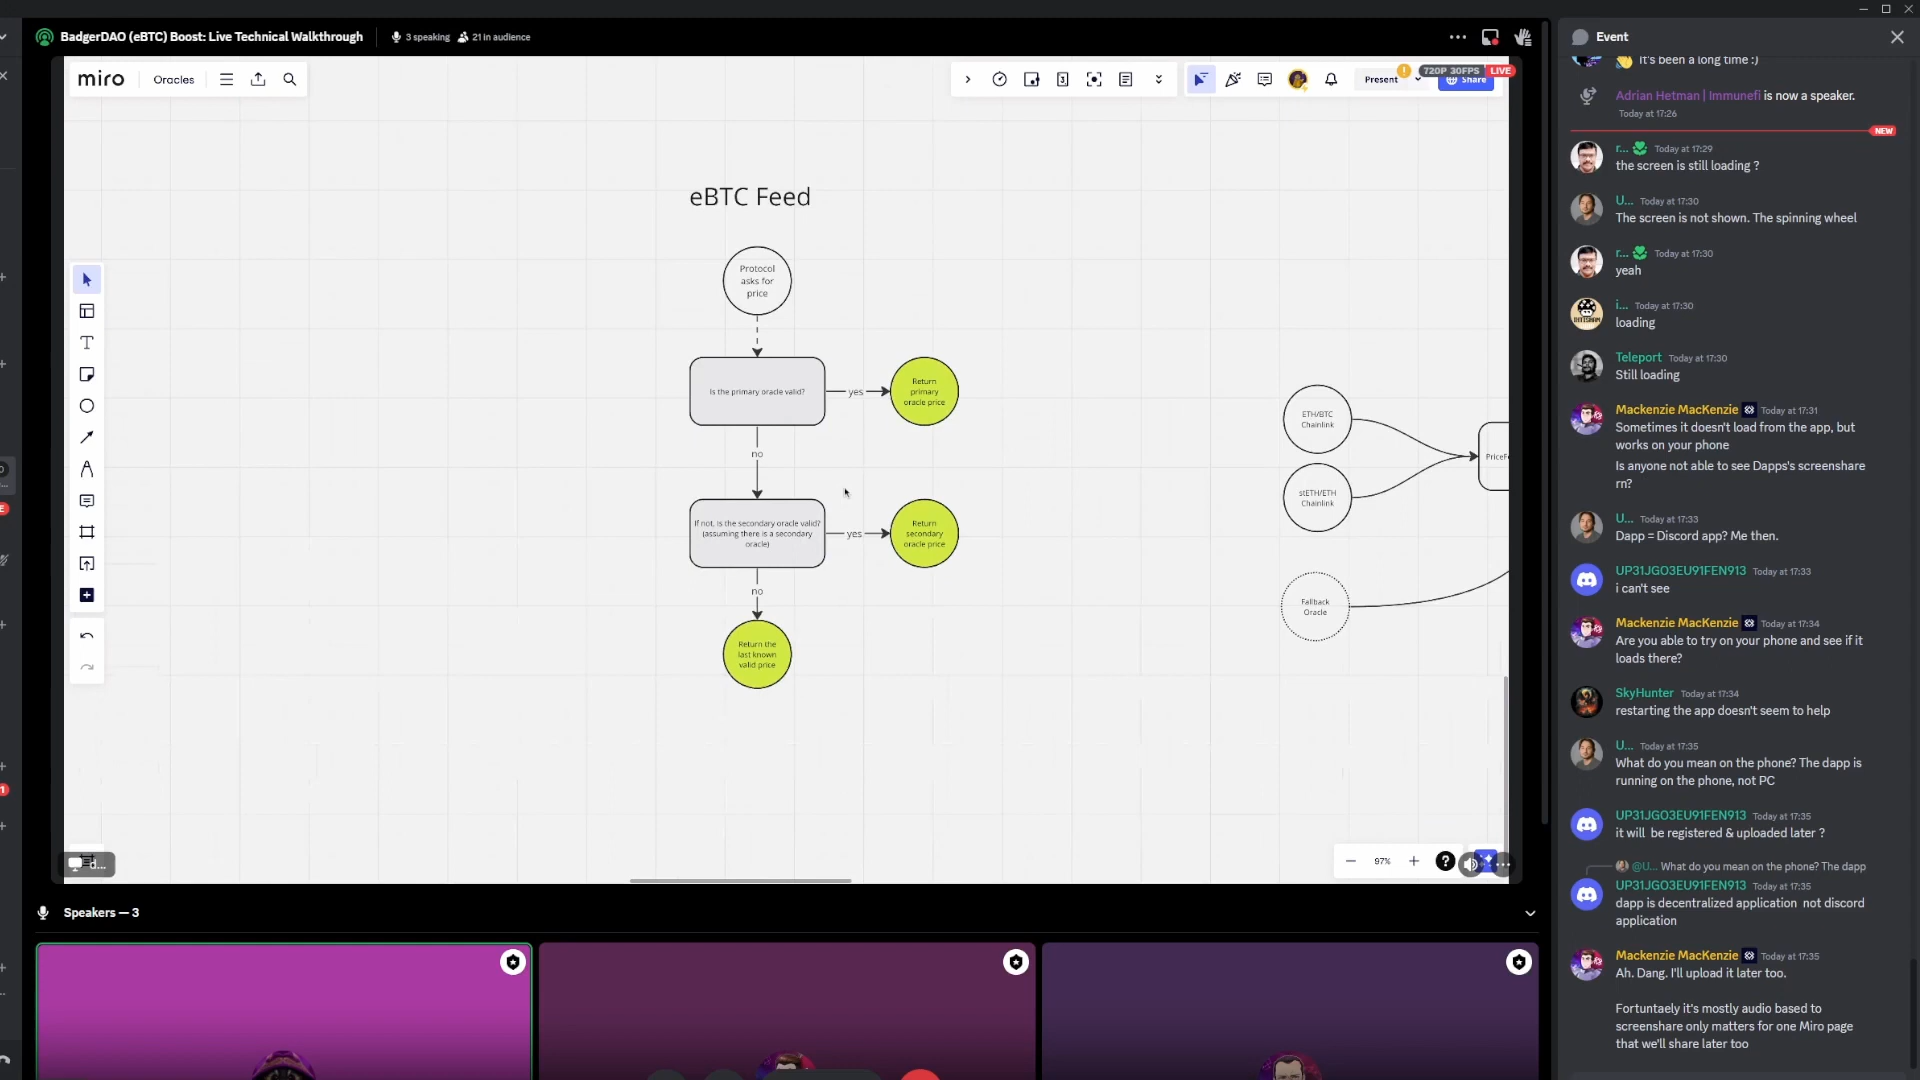 BadgerDAO (eBTC) Boost: Live Technical Walkthrough
3 speaking
21 in audience
Event
miro
Oracles
Present
720P 30FPS
LIVE
Share
eBTC Feed
Protocol
asks for
price
Is the primary oracle valid?
yes
Return
primary
oracle price
no
If not, is the secondary oracle valid?
(assuming there is a secondary
oracle)
yes
Return
secondary
oracle price
no
Return the
last known
valid price
ETH/BTC
Chainlink
stETH/ETH
Chainlink
PriceF
Fallback
Oracle
d...
97%
Speakers — 3
It's been a long time :)
Adrian Hetman | Immunefi is now a speaker.
Today at 17:26
NEW
r... Today at 17:29
the screen is still loading ?
U... Today at 17:30
The screen is not shown. The spinning wheel
r... Today at 17:30
yeah
i... Today at 17:30
loading
Teleport Today at 17:30
Still loading
Mackenzie MacKenzie Today at 17:31
Sometimes it doesn't load from the app, but
works on your phone
Is anyone not able to see Dapps's screenshare
rn?
U... Today at 17:33
Dapp = Discord app? Me then.
UP31JGO3EU91FEN913 Today at 17:33
i can't see
Mackenzie MacKenzie Today at 17:34
Are you able to try on your phone and see if it
loads there?
SkyHunter Today at 17:34
restarting the app doesn't seem to help
U... Today at 17:35
What do you mean on the phone? The dapp is
running on the phone, not PC
UP31JGO3EU91FEN913 Today at 17:35
it will be registered & uploaded later ?
@U... What do you mean on the phone? The dapp
UP31JGO3EU91FEN913 Today at 17:35
dapp is decentralized application not discord
application
Mackenzie MacKenzie Today at 17:35
Ah. Dang. I'll upload it later too.
Fortuntaely it's mostly audio based to
screenshare only matters for one Miro page
that we'll share later too